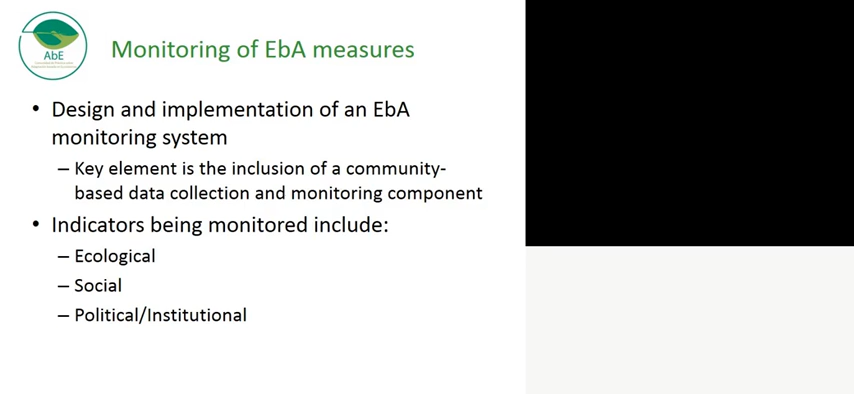 AbE
Monitoring of EbA measures
• Design and implementation of an EbA
monitoring system
– Key element is the inclusion of a community-
based data collection and monitoring component
• Indicators being monitored include:
– Ecological
– Social
– Political/Institutional